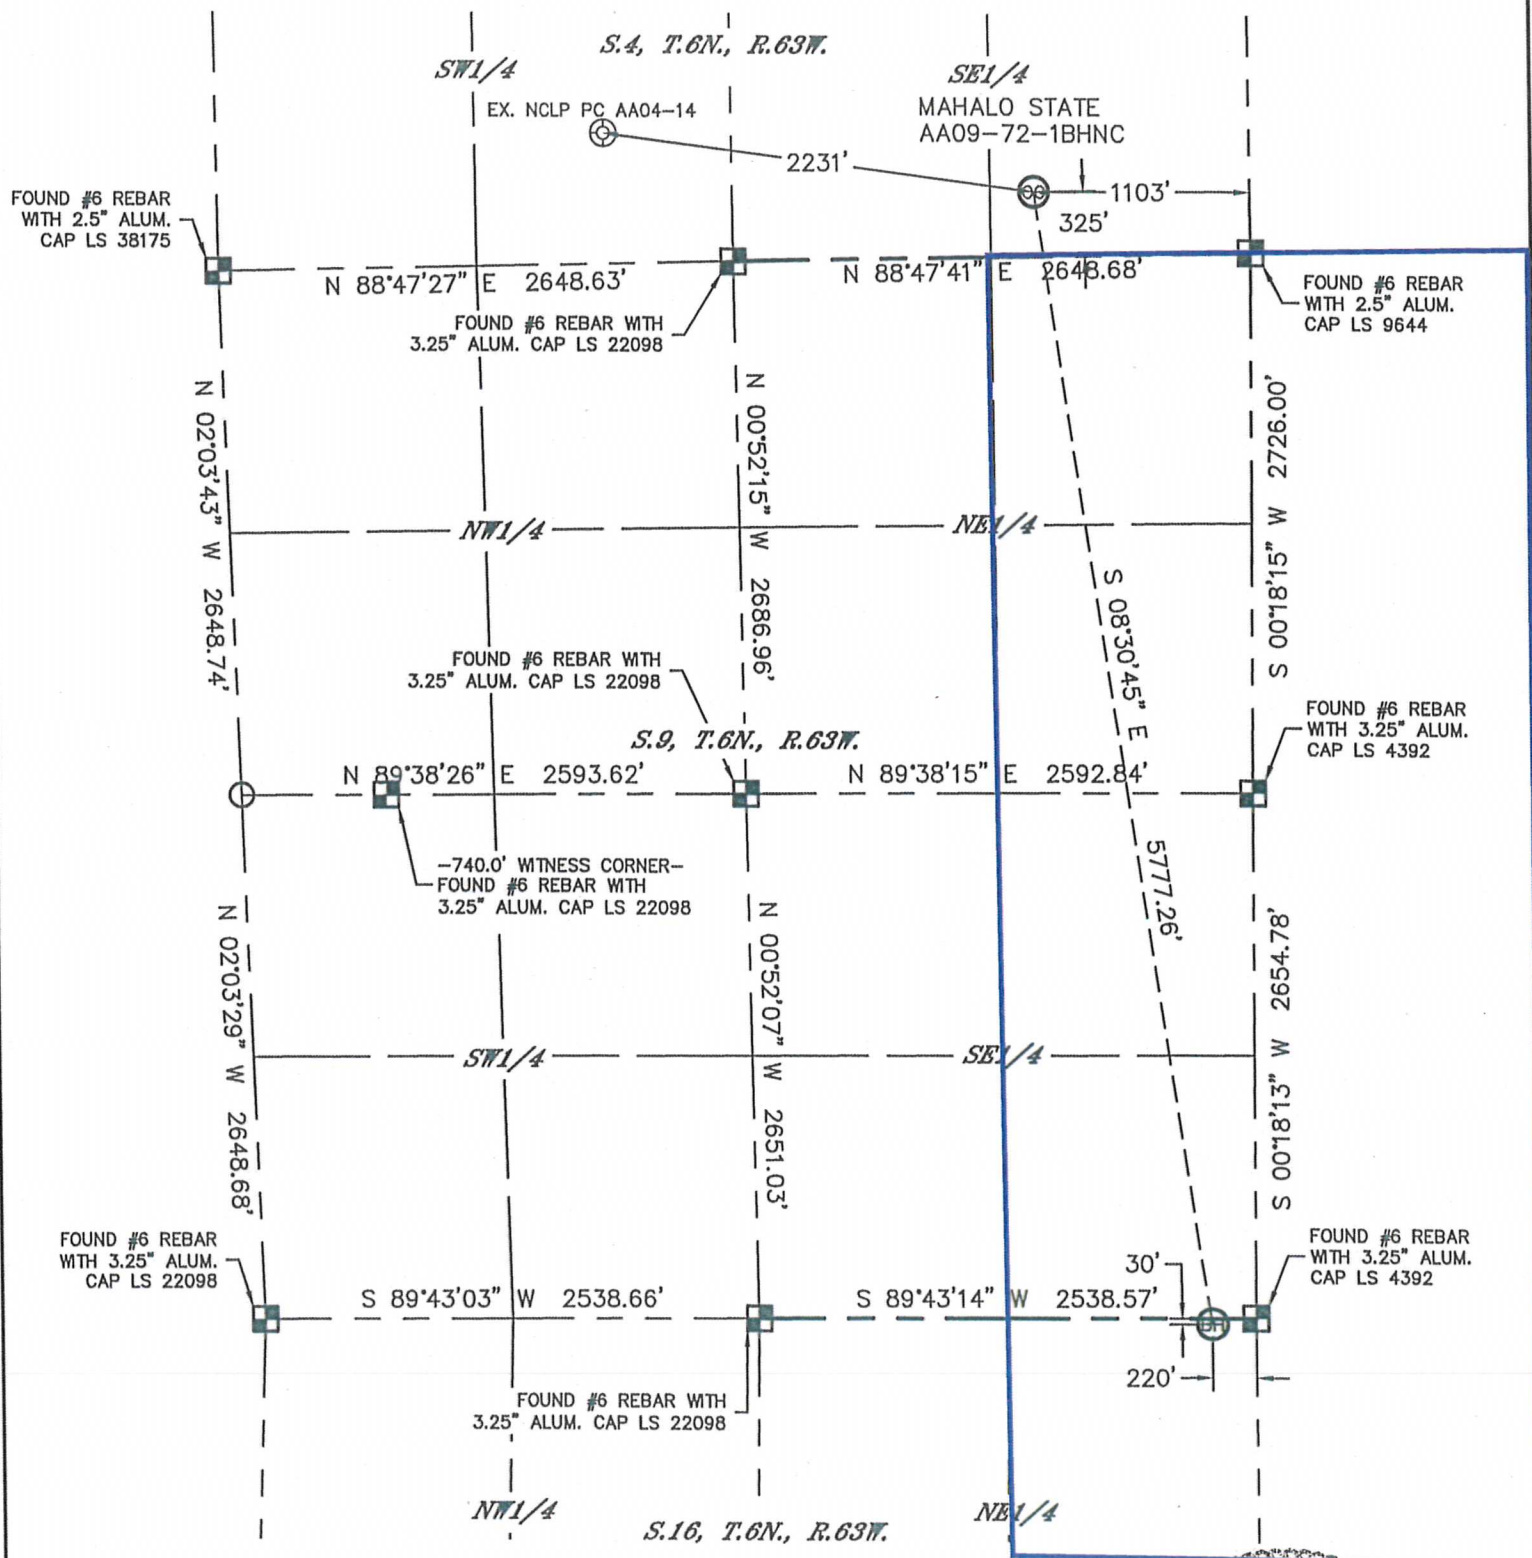 S.4, T.6N., R.63W.
SW1/4
SE1/4
EX. NCLP PC AA04-14
MAHALO STATE
AA09-72-1BHNC
2231'
1103'
325'
FOUND #6 REBAR
WITH 2.5" ALUM.
CAP LS 38175
N 88°47'27" E 2648.63'
N 88°47'41" E 2648.68'
FOUND #6 REBAR WITH
3.25" ALUM. CAP LS 22098
FOUND #6 REBAR
WITH 2.5" ALUM.
CAP LS 9644
N 02°03'43" W 2648.74'
N 00°52'15" W 2686.96'
S 00°18'15" W 2726.00'
NW1/4
NE1/4
S 08°30'45" E 5777.26'
FOUND #6 REBAR WITH
3.25" ALUM. CAP LS 22098
S.9, T.6N., R.63W.
FOUND #6 REBAR
WITH 3.25" ALUM.
CAP LS 4392
N 89°38'26" E 2593.62'
N 89°38'15" E 2592.84'
-740.0' WITNESS CORNER-
FOUND #6 REBAR WITH
3.25" ALUM. CAP LS 22098
N 02°03'29" W 2648.68'
N 00°52'07" W 2651.03'
S 00°18'13" W 2654.78'
SW1/4
SE1/4
FOUND #6 REBAR
WITH 3.25" ALUM.
CAP LS 22098
30'
FOUND #6 REBAR
WITH 3.25" ALUM.
CAP LS 4392
S 89°43'03" W 2538.66'
S 89°43'14" W 2538.57'
BH
220'
FOUND #6 REBAR WITH
3.25" ALUM. CAP LS 22098
NW1/4
NE1/4
S.16, T.6N., R.63W.